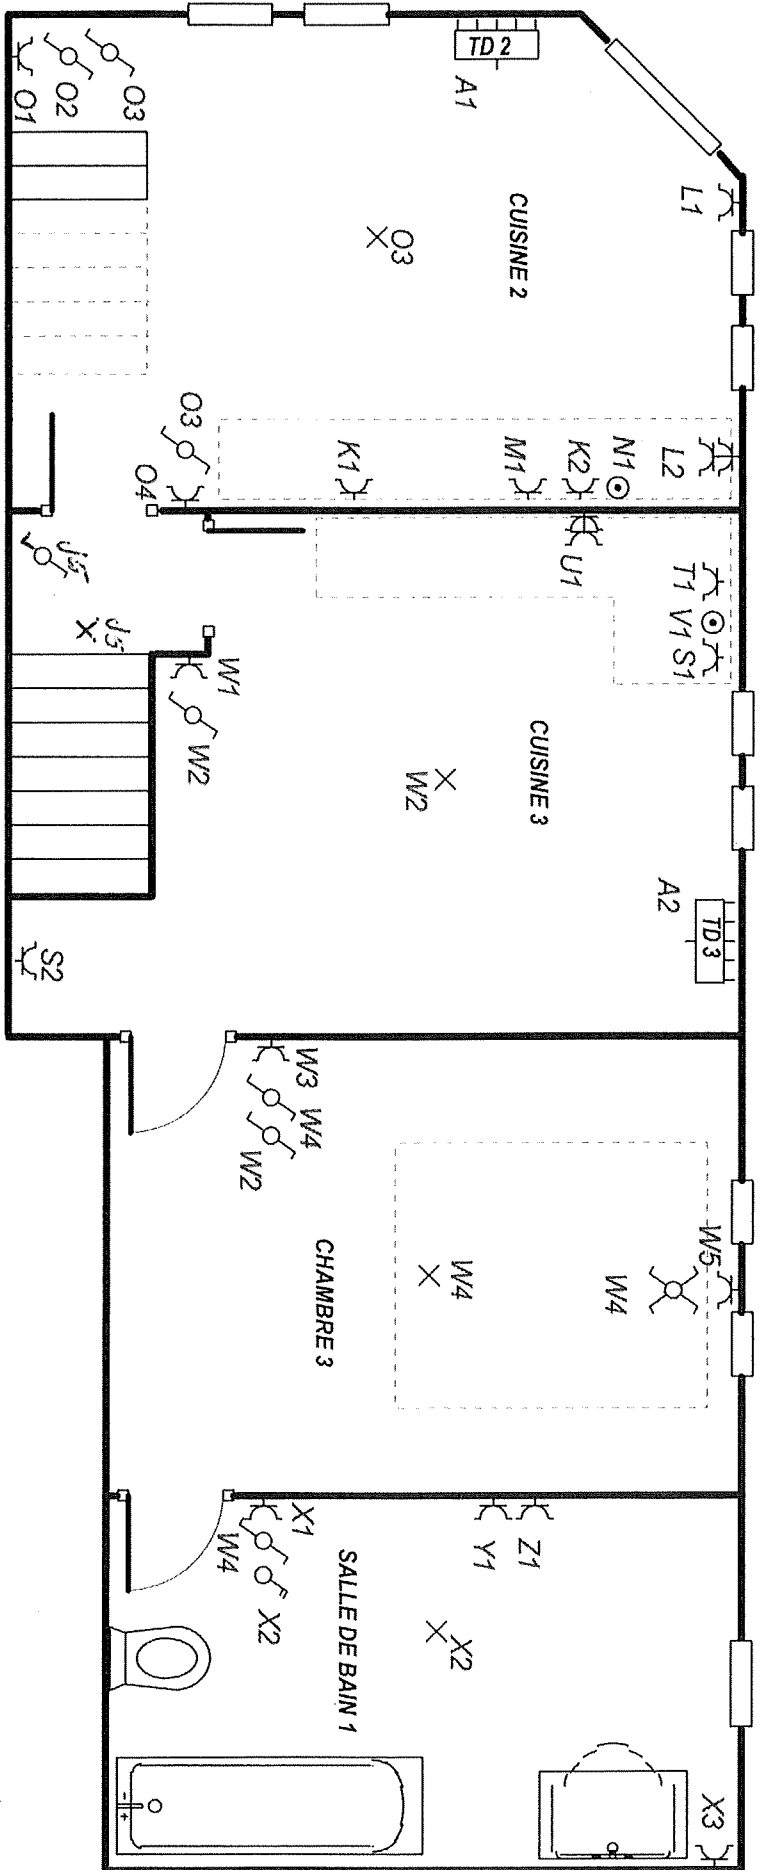 TD 2
A1
O3
O2
O1
L1
CUISINE 2
O3
O3
O4
K1
M1
K2
N1
L2
J5
J5
U1
T1
V1
S1
W1
W2
CUISINE 3
W2
A2
TD3
S2
W3
W4
W2
CHAMBRE 3
W4
W4
W5
X1
W4
X2
Y1
Z1
SALLE DE BAIN 1
X2
X3
- +